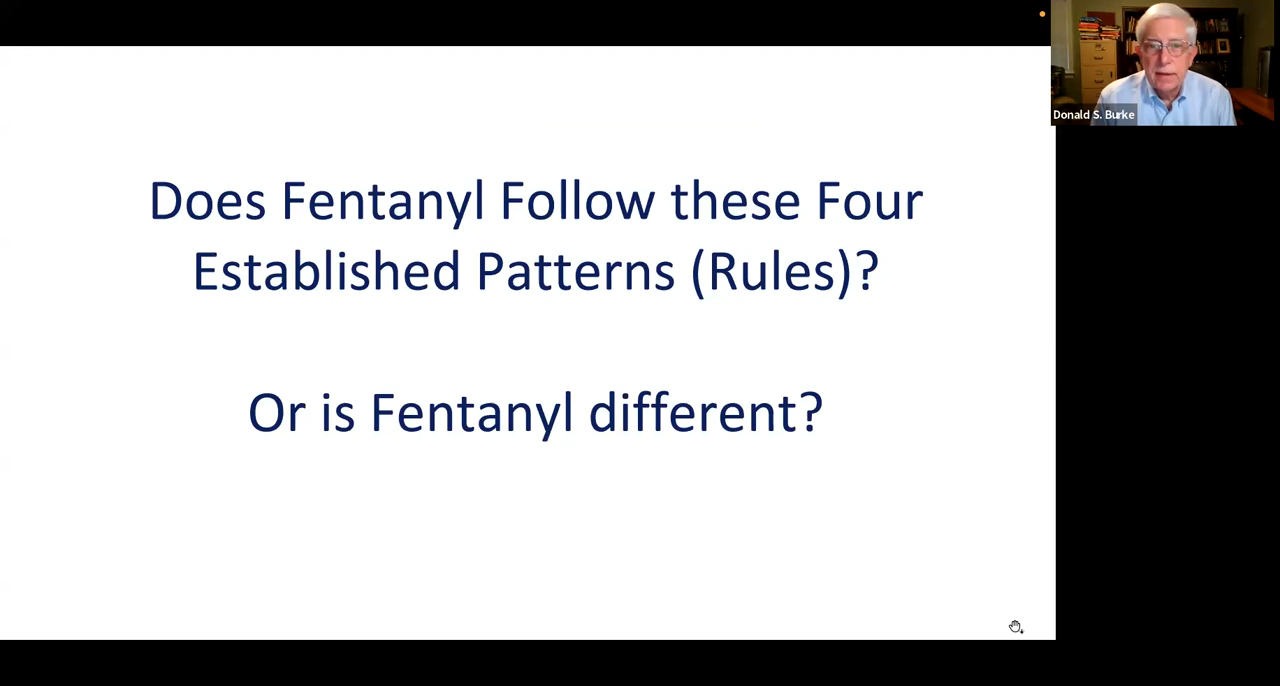 Does Fentanyl Follow these Four
Established Patterns (Rules)?
Or is Fentanyl different?
Donald S. Burke